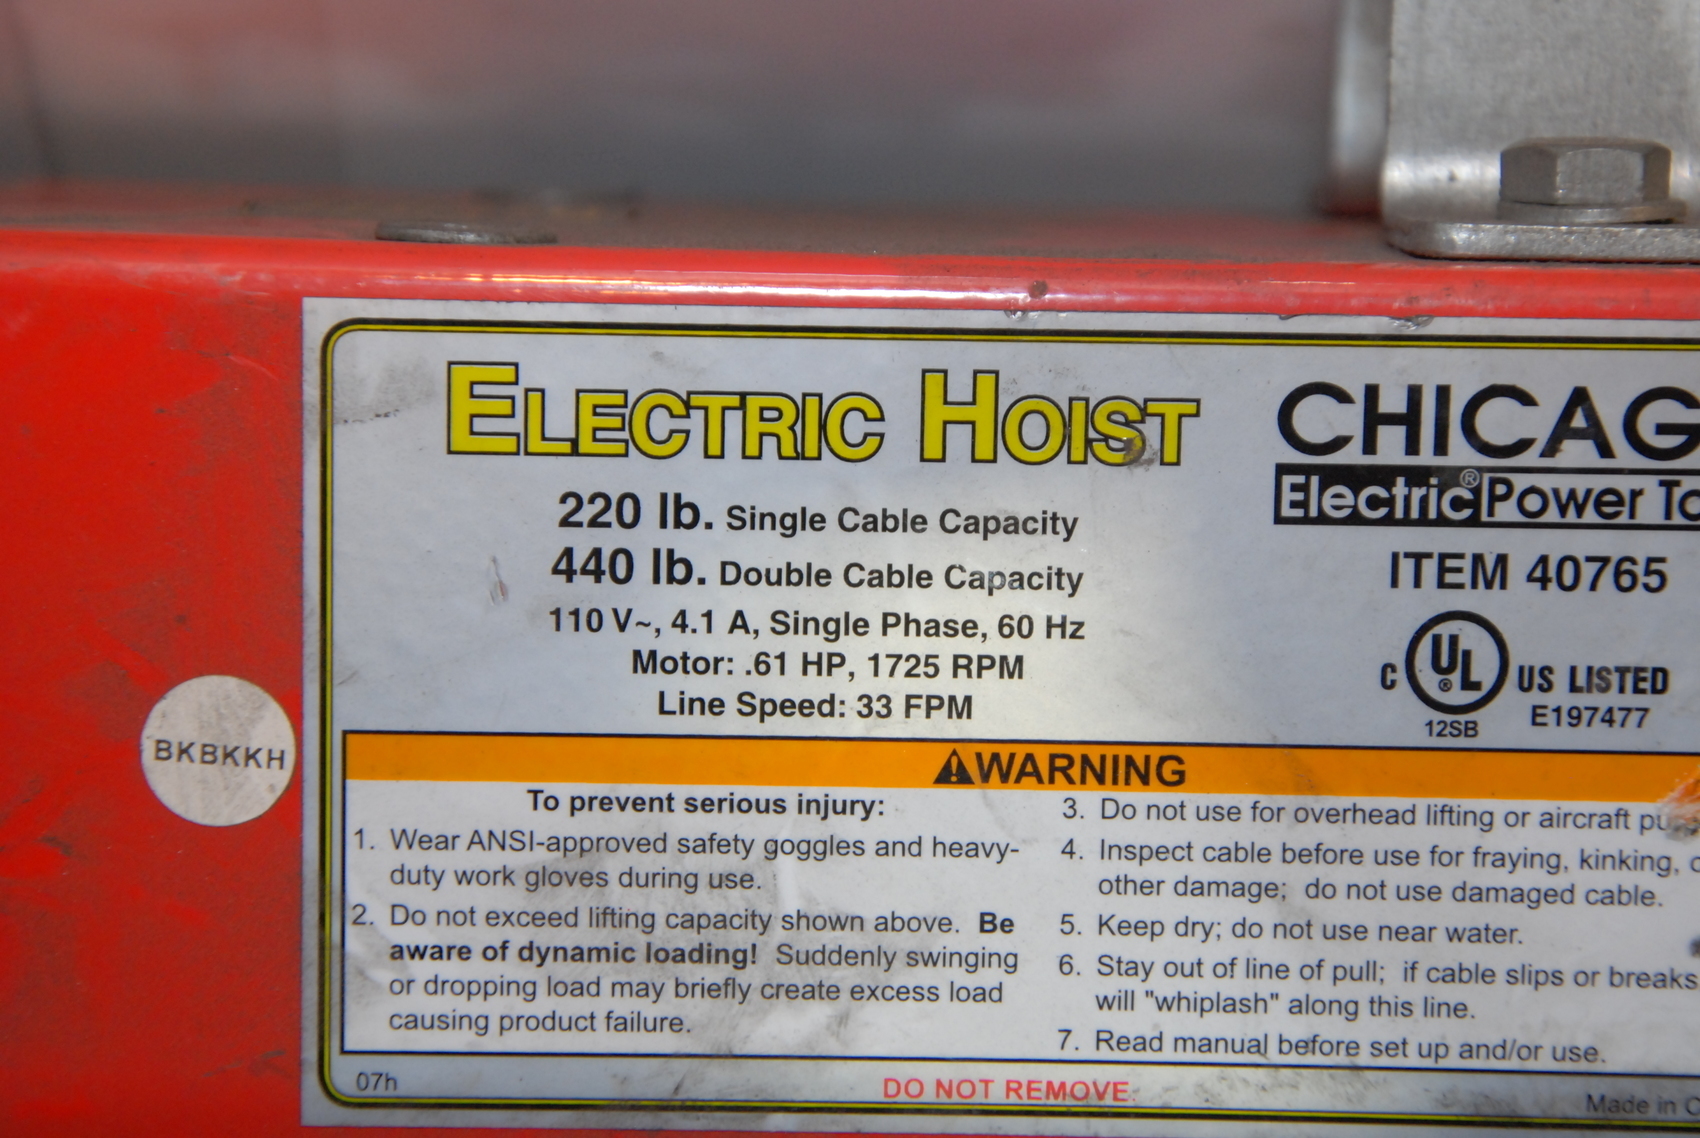 ELECTRIC HOIST
220 lb. Single Cable Capacity
440 lb. Double Cable Capacity
110 V~, 4.1 A, Single Phase, 60 Hz
Motor: .61 HP, 1725 RPM
Line Speed: 33 FPM
CHICAG
Electric® Power To
ITEM 40765
C UL® US LISTED
12SB E197477
BKBKKH
⚠WARNING
To prevent serious injury:
1. Wear ANSI-approved safety goggles and heavy-
duty work gloves during use.
2. Do not exceed lifting capacity shown above. Be
aware of dynamic loading! Suddenly swinging
or dropping load may briefly create excess load
causing product failure.
3. Do not use for overhead lifting or aircraft
4. Inspect cable before use for fraying, kinking,
other damage; do not use damaged cable.
5. Keep dry; do not use near water.
6. Stay out of line of pull; if cable slips or breaks
will "whiplash" along this line.
7. Read manual before set up and/or use.
07h
DO NOT REMOVE.
Made in C